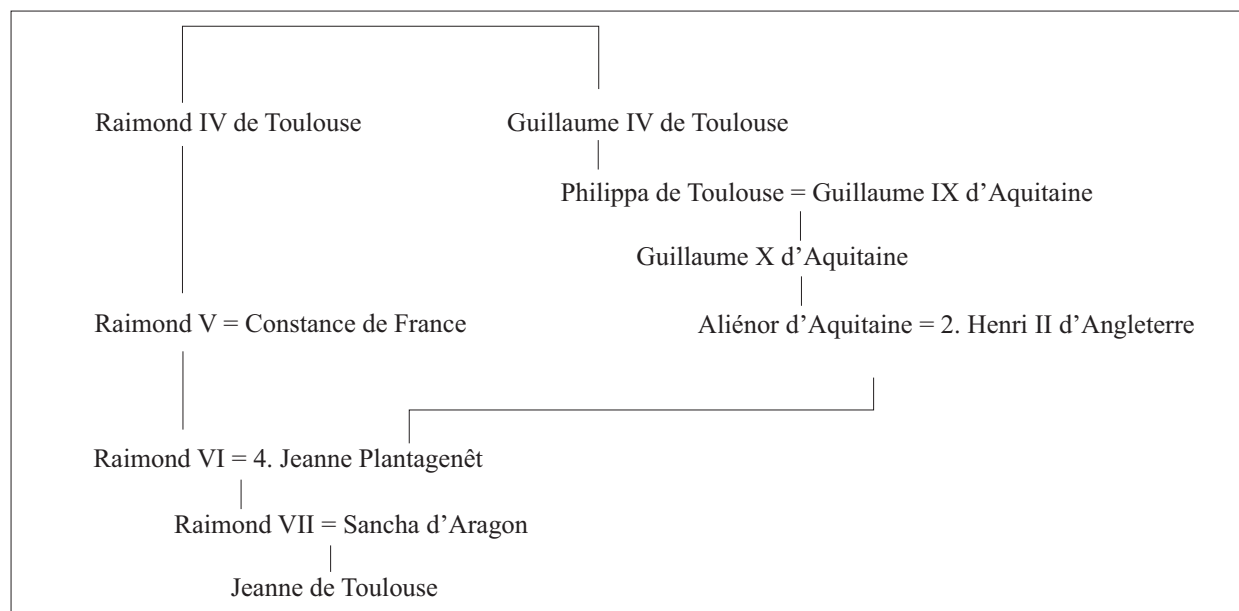 Raimond IV de Toulouse Guillaume IV de Toulouse
Philippa de Toulouse = Guillaume IX d’Aquitaine
Guillaume X d’Aquitaine
Raimond V = Constance de France Aliénor d’Aquitaine = 2. Henri II d’Angleterre
Raimond VI = 4. Jeanne Plantagenêt
Raimond VII = Sancha d’Aragon
Jeanne de Toulouse